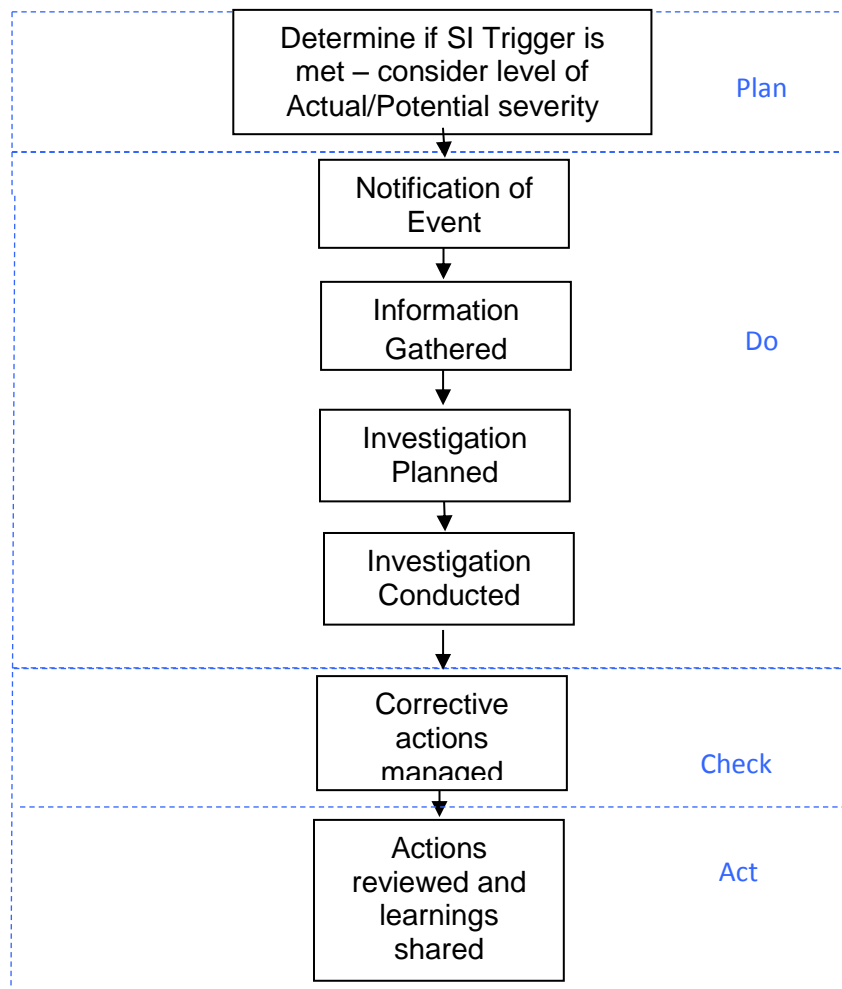 Determine if SI Trigger is
met – consider level of
Actual/Potential severity
Plan
Notification of
Event
Information
Gathered
Do
Investigation
Planned
Investigation
Conducted
Corrective
actions
managed
Check
Actions
reviewed and
learnings
shared
Act